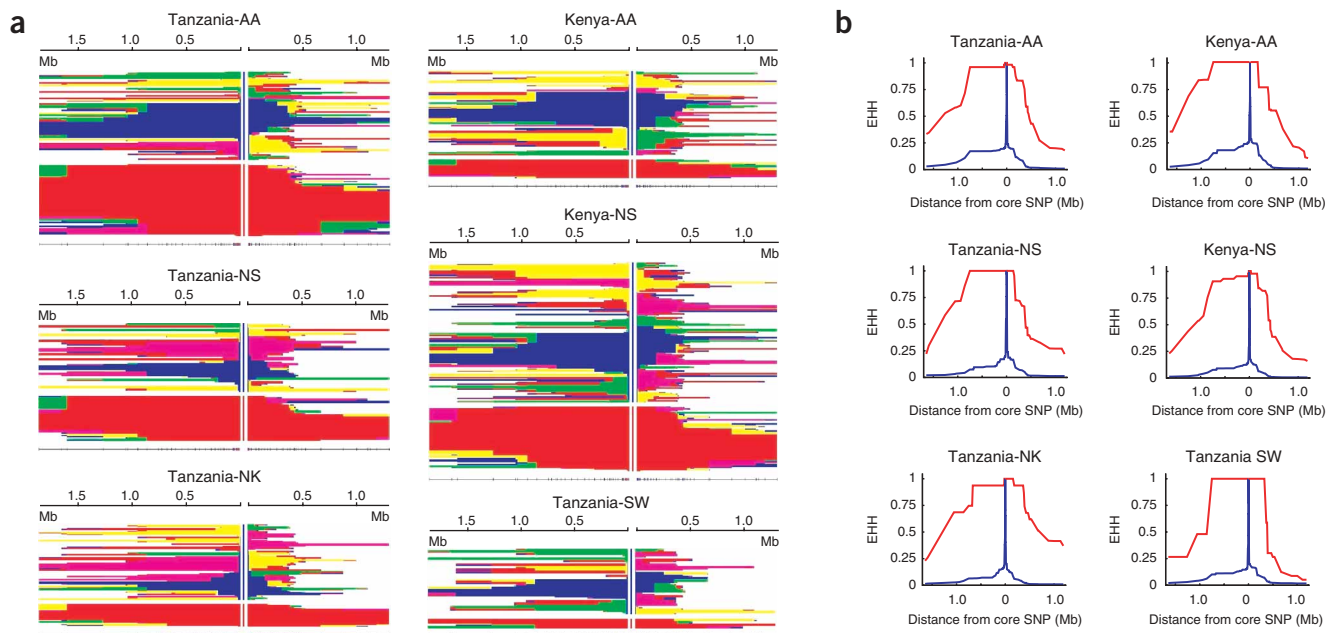 a
Tanzania-AA
1.5 1.0 0.5 0.5 1.0
Mb Mb
Tanzania-NS
1.5 1.0 0.5 0.5 1.0
Mb Mb
Tanzania-NK
1.5 1.0 0.5 0.5 1.0
Mb Mb
Kenya-AA
1.5 1.0 0.5 0.5 1.0
Mb Mb
Kenya-NS
1.5 1.0 0.5 0.5 1.0
Mb Mb
Tanzania-SW
1.5 1.0 0.5 0.5 1.0
Mb Mb
b
Tanzania-AA
EHH
1
0.75
0.5
0.25
0
1.0 0 1.0
Distance from core SNP (Mb)
Kenya-AA
EHH
1
0.75
0.5
0.25
0
1.0 0 1.0
Distance from core SNP (Mb)
Tanzania-NS
EHH
1
0.75
0.5
0.25
0
1.0 0 1.0
Distance from core SNP (Mb)
Kenya-NS
EHH
1
0.75
0.5
0.25
0
1.0 0 1.0
Distance from core SNP (Mb)
Tanzania-NK
EHH
1
0.75
0.5
0.25
0
1.0 0 1.0
Distance from core SNP (Mb)
Tanzania SW
EHH
1
0.75
0.5
0.25
0
1.0 0 1.0
Distance from core SNP (Mb)